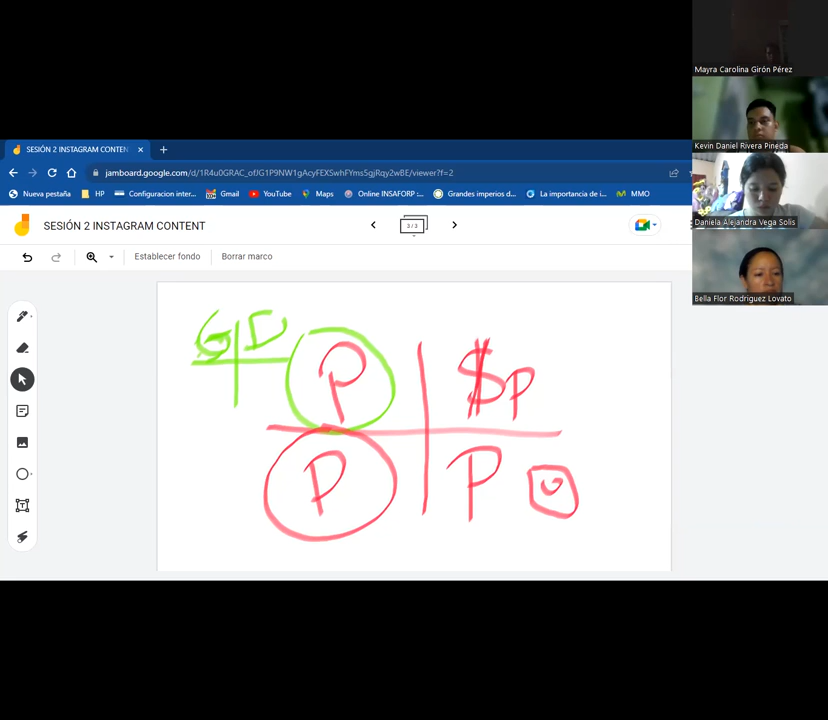 Mayra Carolina Girón Pérez
Kevin Daniel Rivera Pineda
Daniela Alejandra Vega Solis
Bella Flor Rodriguez Lovato
SESIÓN 2 INSTAGRAM CONTEN
jamboard.google.com/d/1R4u0GRAC_ofJG1P9NW1gAcyFEXSwhFYms5gjRqy2wBE/viewer?f=2
Nueva pestaña HP Configuracion inter... Gmail YouTube Maps Online INSAFORP :... Grandes imperios d... La importancia de i... MMO
SESIÓN 2 INSTAGRAM CONTENT
3 / 3
Establecer fondo Borrar marco
G D
P $ P
P P